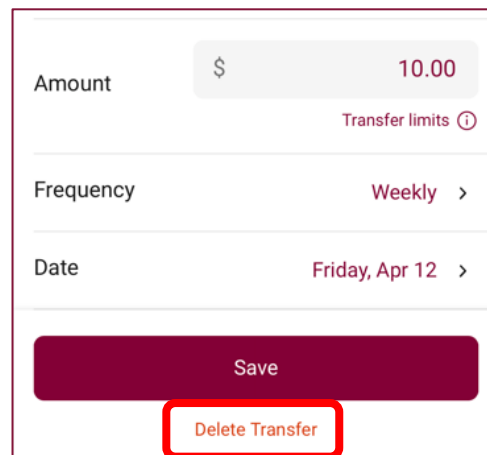 Amount $ 10.00
Transfer limits
Frequency Weekly
Date Friday, Apr 12
Save
Delete Transfer